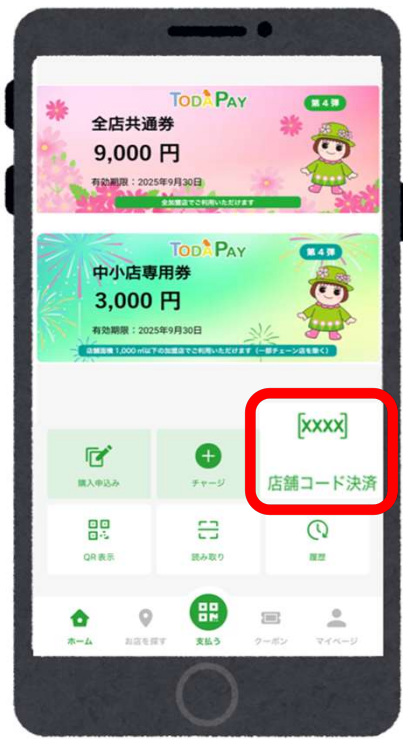 TODAPAY
第4弾
全店共通券
9,000 円
有効期限:2025年9月30日
全加盟店でご利用いただけます
TODAPAY
第4弾
中小店専用券
3,000 円
有効期限:2025年9月30日
店舗面積 1,000㎡以下の加盟店でご利用いただけます(一部チェーン店を除く)
[xxxx]
購入申込み
チャージ
店舗コード決済
QR表示
読み取り
履歴
ホーム
お店を探す
支払う
クーポン
マイページ